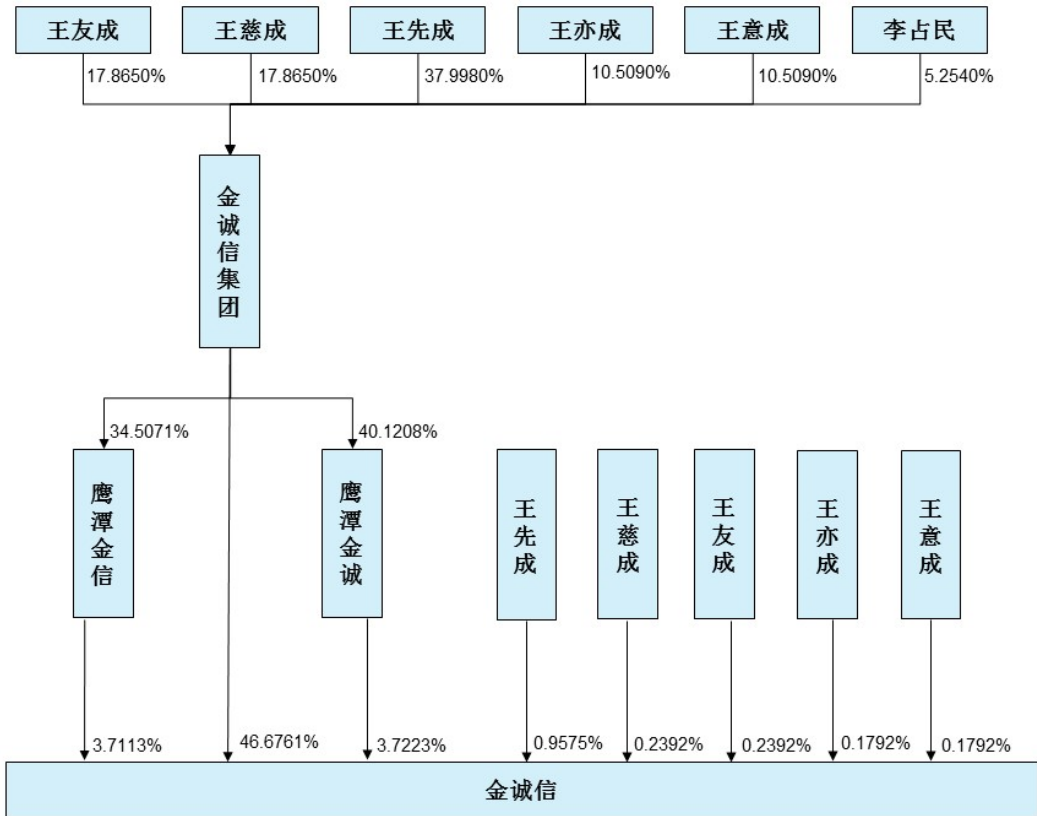 王友成
王慈成
王先成
王亦成
王意成
李占民
17.8650%
17.8650%
37.9980%
10.5090%
10.5090%
5.2540%
金诚信集团
34.5071%
40.1208%
鹰潭金信
鹰潭金诚
王先成
王慈成
王友成
王亦成
王意成
3.7113%
46.6761%
3.7223%
0.9575%
0.2392%
0.2392%
0.1792%
0.1792%
金诚信